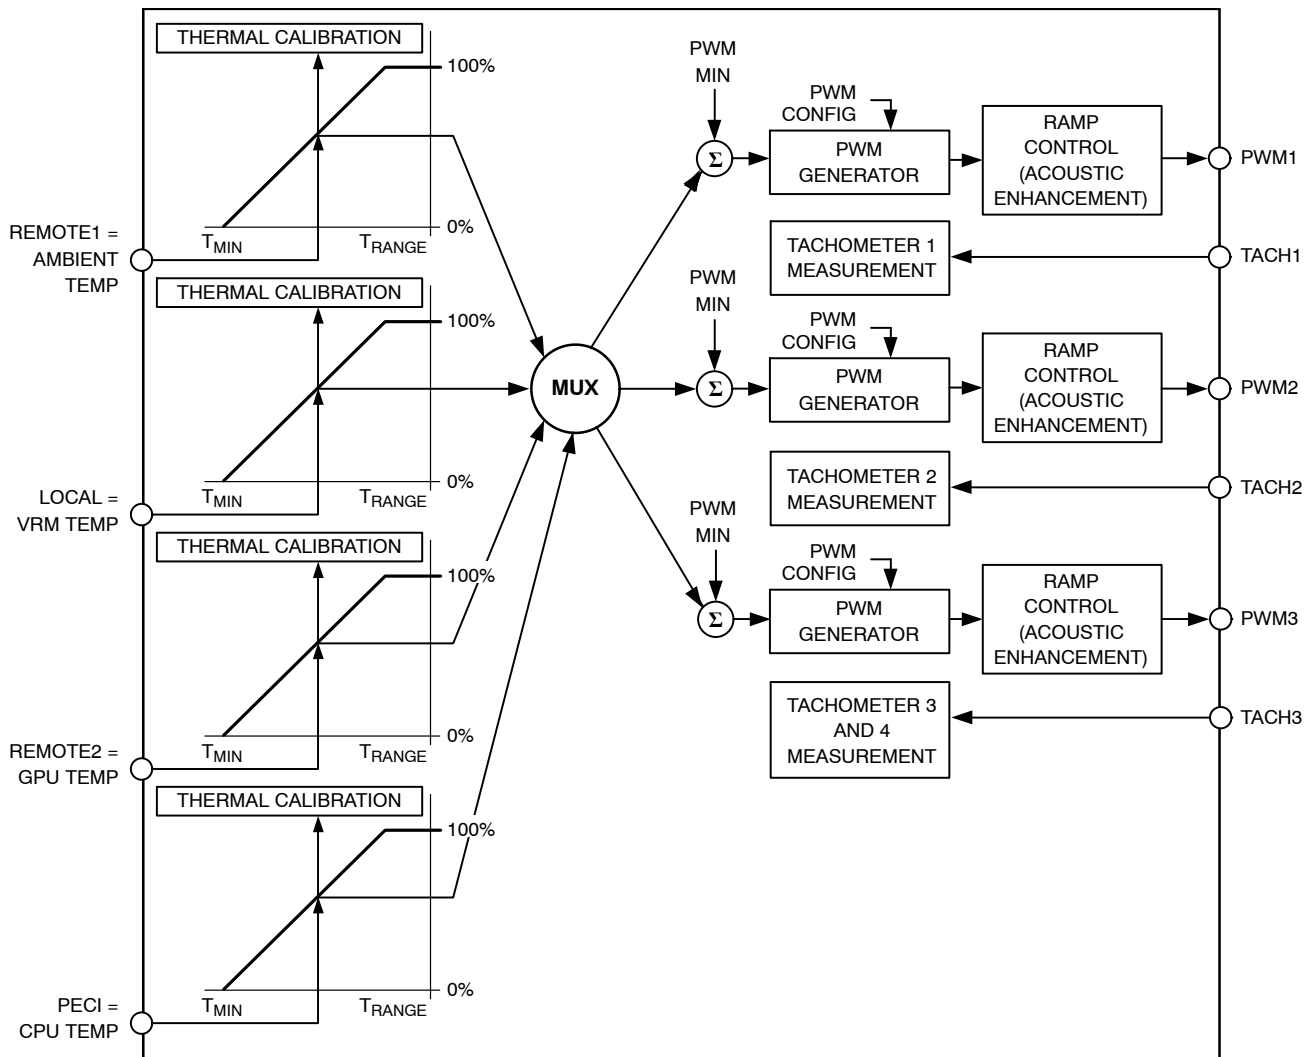 REMOTE1 =
AMBIENT
TEMP
THERMAL CALIBRATION
100%
0%
TMIN
TRANGE
LOCAL =
VRM TEMP
THERMAL CALIBRATION
100%
0%
TMIN
TRANGE
REMOTE2 =
GPU TEMP
THERMAL CALIBRATION
100%
0%
TMIN
TRANGE
PECI =
CPU TEMP
THERMAL CALIBRATION
100%
0%
TMIN
TRANGE
MUX
PWM
MIN
Σ
PWM
CONFIG
PWM
GENERATOR
RAMP
CONTROL
(ACOUSTIC
ENHANCEMENT)
PWM1
TACHOMETER 1
MEASUREMENT
TACH1
PWM
MIN
Σ
PWM
CONFIG
PWM
GENERATOR
RAMP
CONTROL
(ACOUSTIC
ENHANCEMENT)
PWM2
TACHOMETER 2
MEASUREMENT
TACH2
PWM
MIN
Σ
PWM
CONFIG
PWM
GENERATOR
RAMP
CONTROL
(ACOUSTIC
ENHANCEMENT)
PWM3
TACHOMETER 3
AND 4
MEASUREMENT
TACH3